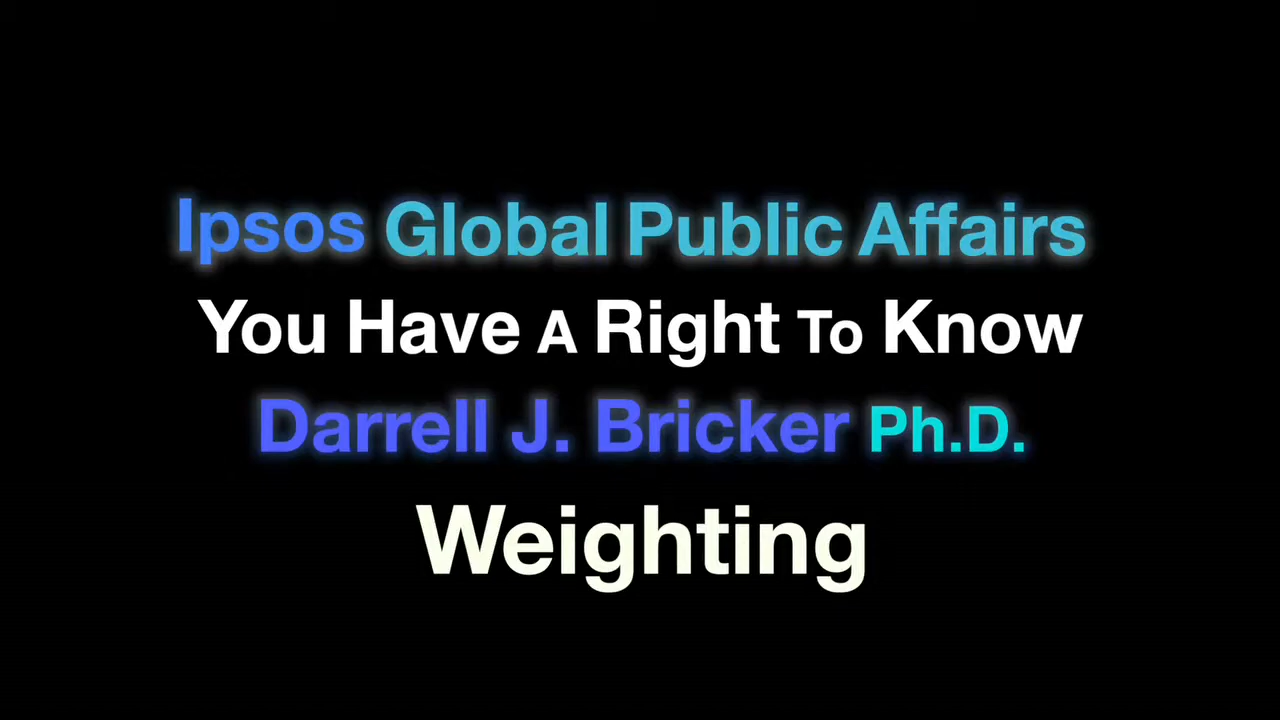 Ipsos Global Public Affairs
You Have A Right To Know
Darrell J. Bricker Ph.D.
Weighting